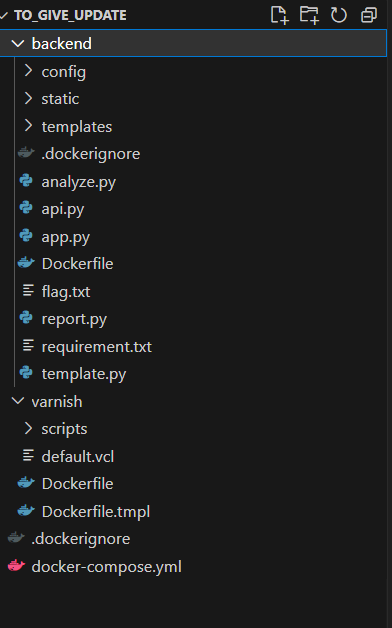 TO_GIVE_UPDATE
backend
config
static
templates
.dockerignore
analyze.py
api.py
app.py
Dockerfile
flag.txt
report.py
requirement.txt
template.py
varnish
scripts
default.vcl
Dockerfile
Dockerfile.tmpl
.dockerignore
docker-compose.yml